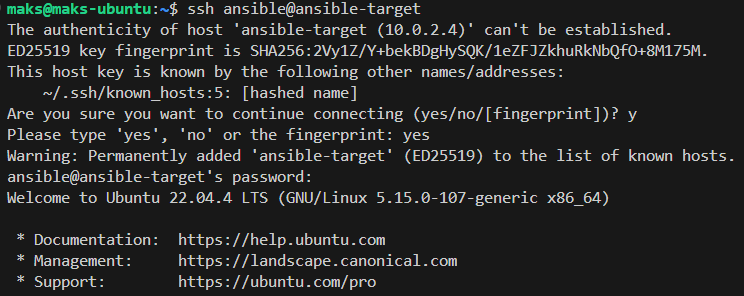 maks@maks-ubuntu:~$ ssh ansible@ansible-target
The authenticity of host 'ansible-target (10.0.2.4)' can't be established.
ED25519 key fingerprint is SHA256:2Vy1Z/Y+bekBDgHySQK/1eZFJZkhuRkNbQfO+8M175M.
This host key is known by the following other names/addresses:
    ~/.ssh/known_hosts:5: [hashed name]
Are you sure you want to continue connecting (yes/no/[fingerprint])? y
Please type 'yes', 'no' or the fingerprint: yes
Warning: Permanently added 'ansible-target' (ED25519) to the list of known hosts.
ansible@ansible-target's password:
Welcome to Ubuntu 22.04.4 LTS (GNU/Linux 5.15.0-107-generic x86_64)
 * Documentation:  https://help.ubuntu.com
 * Management:     https://landscape.canonical.com
 * Support:        https://ubuntu.com/pro